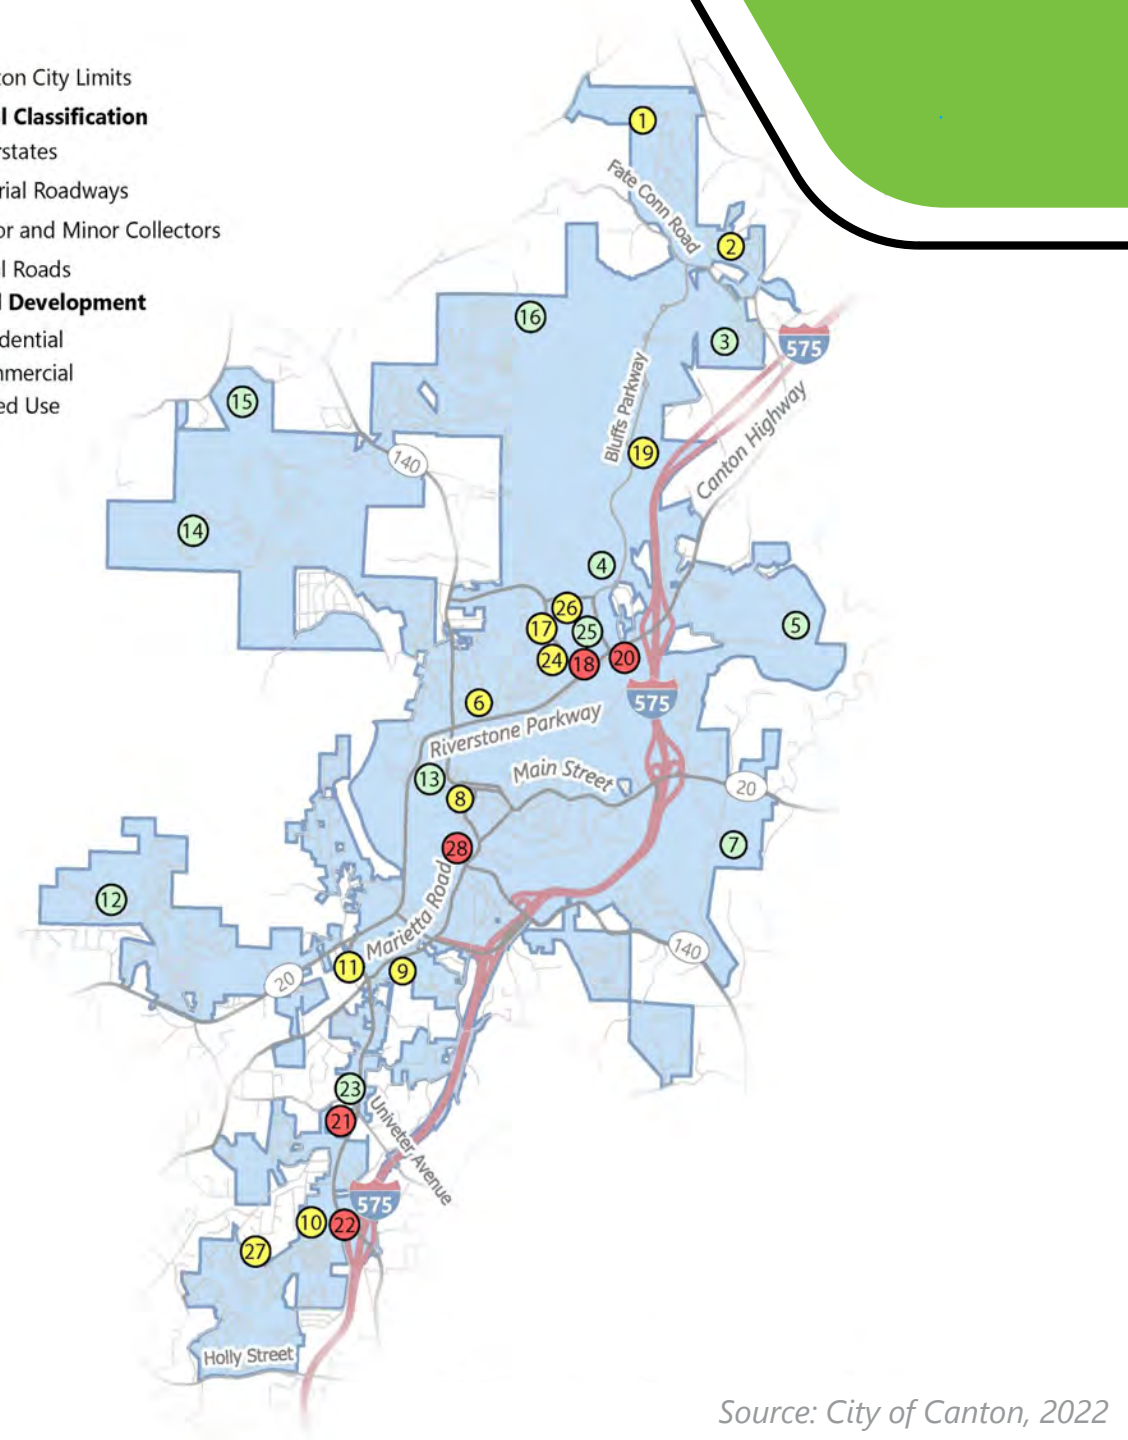 ton City Limits
l Classification
rstates
rial Roadways
or and Minor Collectors
l Roads
l Development
dential
nmercial
ed Use
1
Fate Conn Road
2
16
3
575
15
Bluffs Parkway
19
Canton Highway
140
14
4
26
17
25
5
24
18
20
6
575
Riverstone Parkway
13
Main Street
8
20
28
7
12
Marietta Road
11
9
140
20
23
21
Univeter Avenue
575
10
22
27
Holly Street
Source: City of Canton, 2022